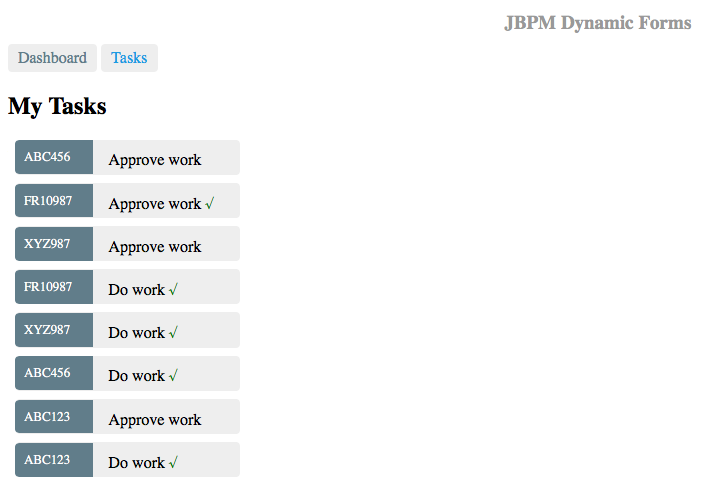 JBPM Dynamic Forms
Dashboard Tasks
My Tasks
ABC456 Approve work
FR10987 Approve work √
XYZ987 Approve work
FR10987 Do work √
XYZ987 Do work √
ABC456 Do work √
ABC123 Approve work
ABC123 Do work √